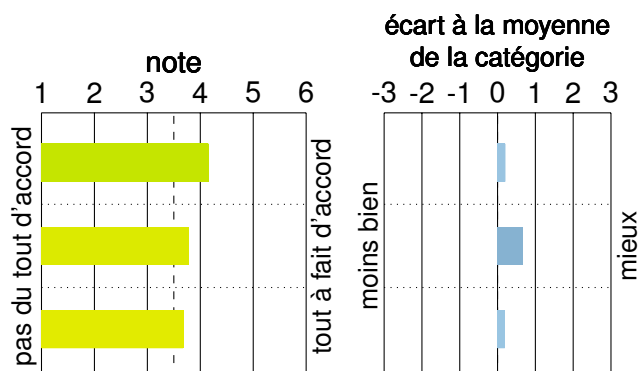 note
1 2 3 4 5 6
pas du tout d'accord
tout à fait d'accord
écart à la moyenne
de la catégorie
-3 -2 -1 0 1 2 3
moins bien
mieux